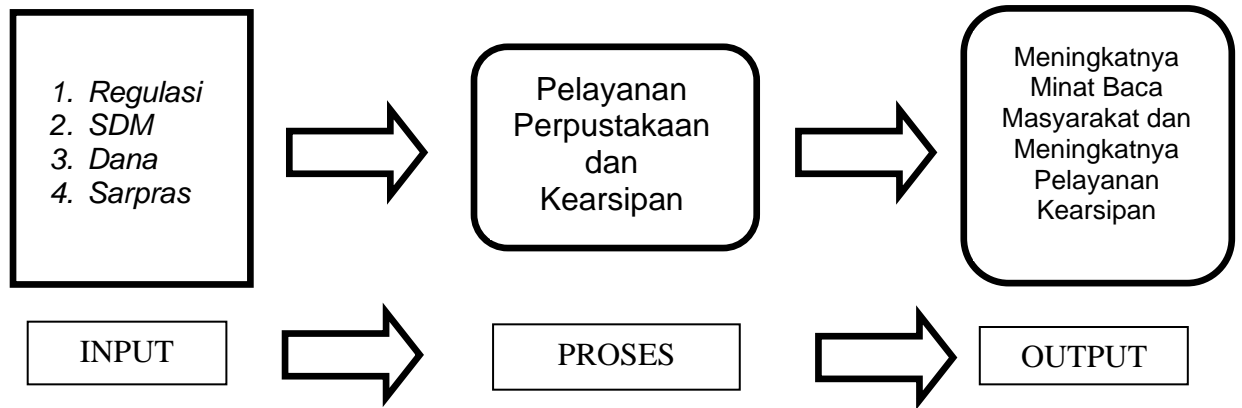 1. Regulasi
2. SDM
3. Dana
4. Sarpras
Pelayanan
Perpustakaan
dan
Kearsipan
Meningkatnya
Minat Baca
Masyarakat dan
Meningkatnya
Pelayanan
Kearsipan
INPUT
PROSES
OUTPUT